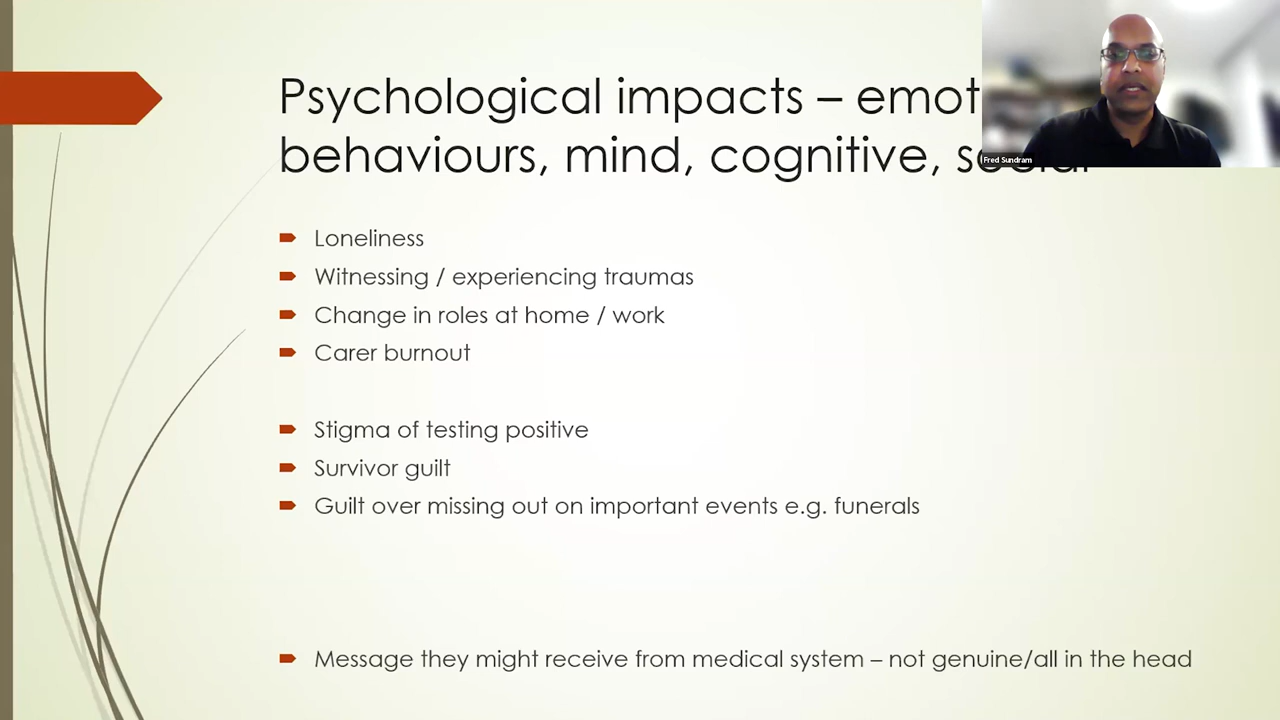 Psychological impacts – emot
behaviours, mind, cognitive, social
Fred Sundram
Loneliness
Witnessing / experiencing traumas
Change in roles at home / work
Carer burnout
Stigma of testing positive
Survivor guilt
Guilt over missing out on important events e.g. funerals
Message they might receive from medical system – not genuine/all in the head